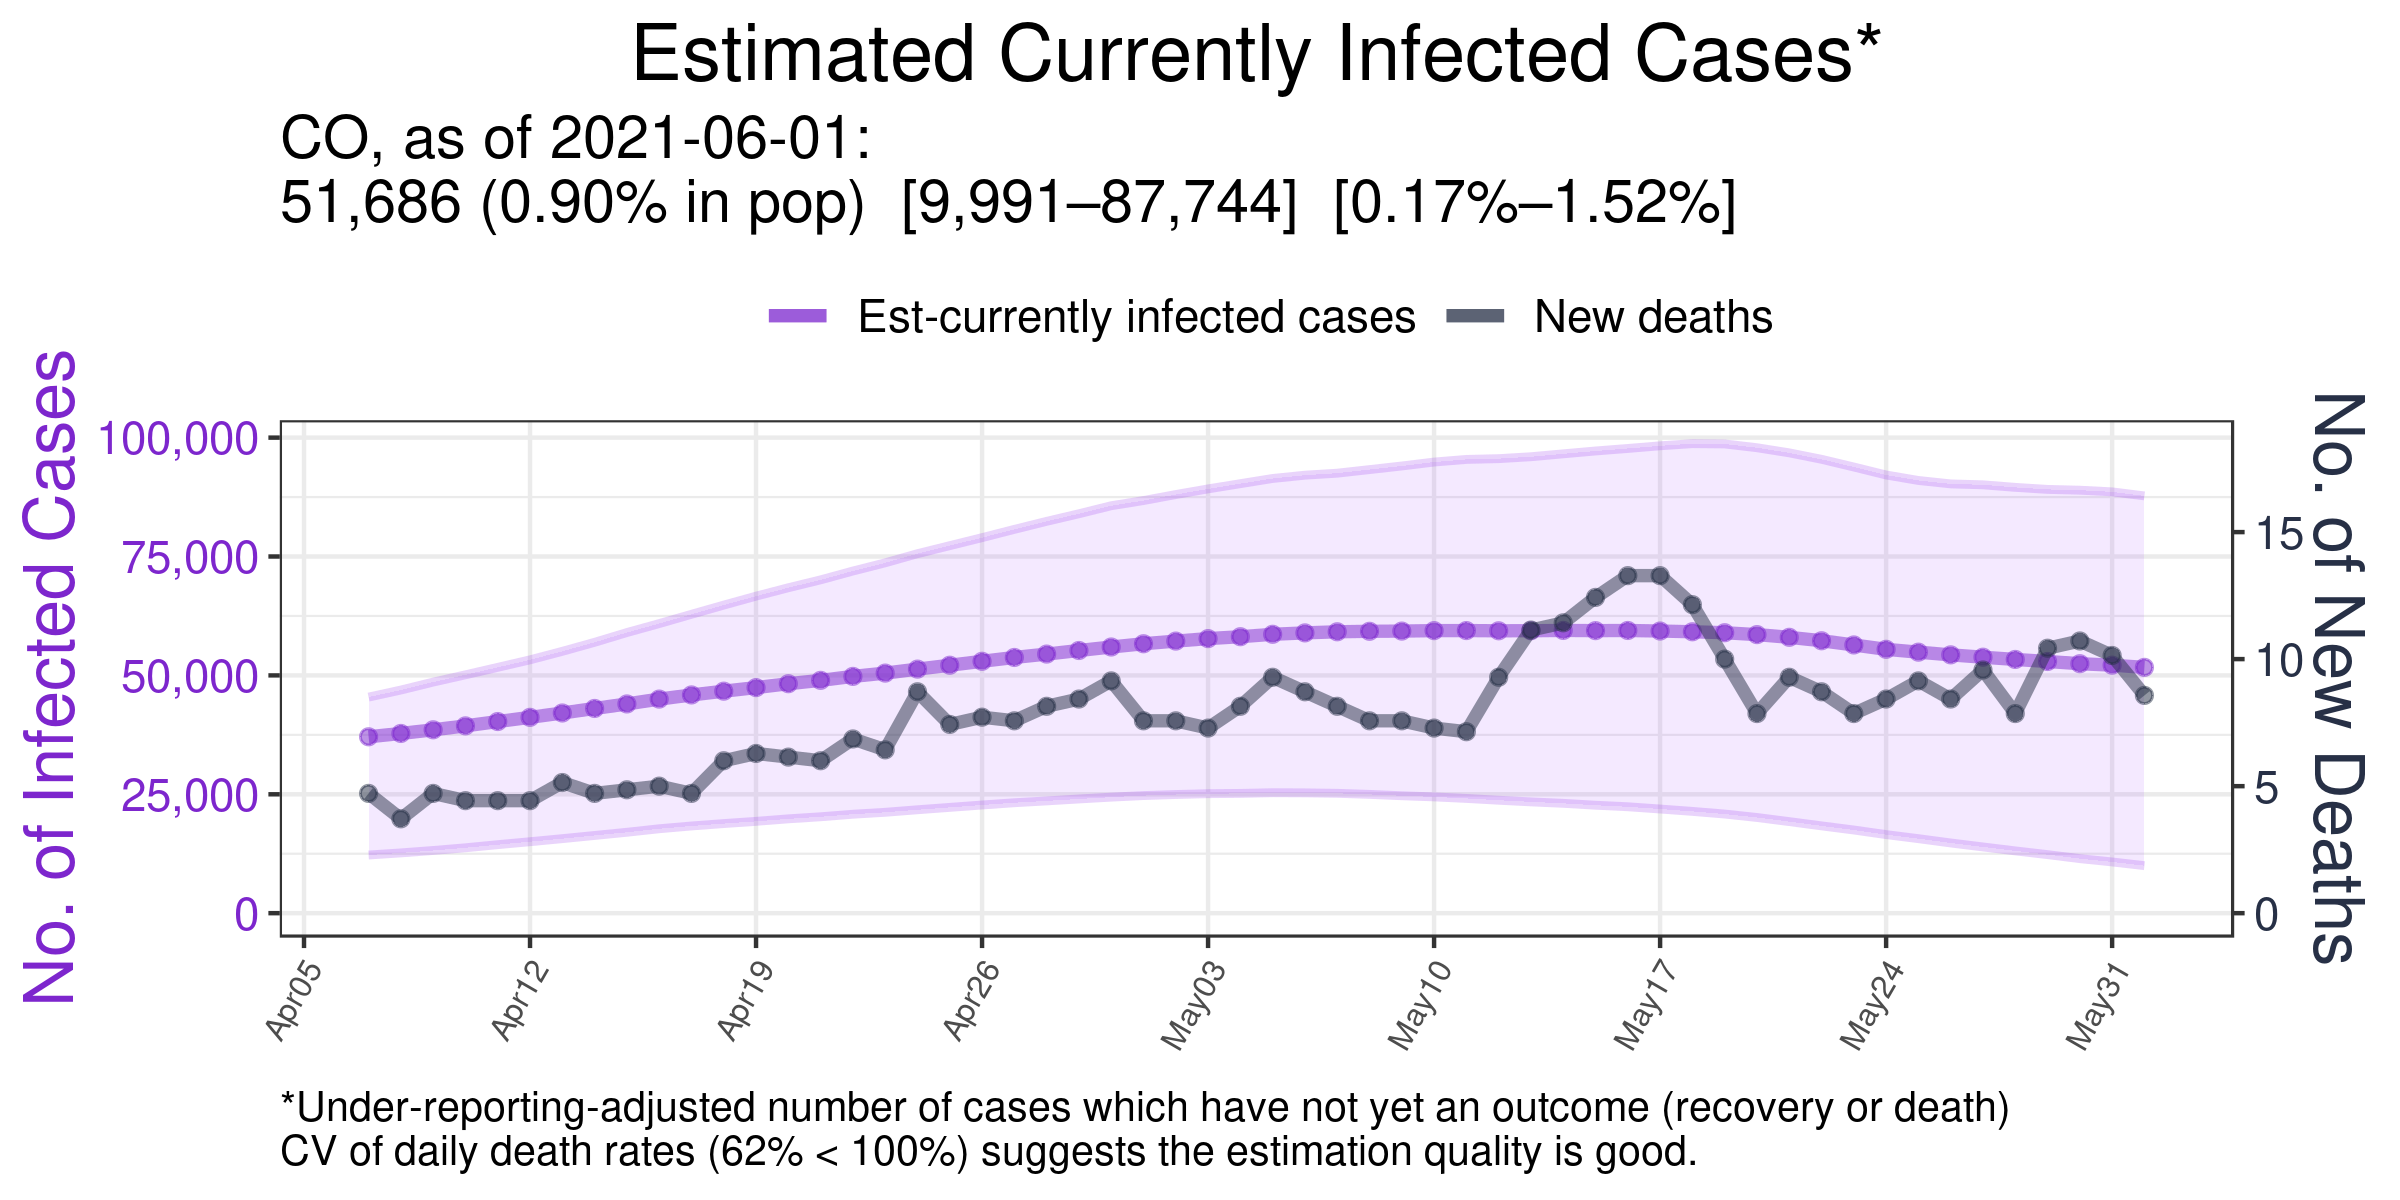 Estimated Currently Infected Cases*
CO, as of 2021-06-01:
51,686 (0.90% in pop)  [9,991–87,744]  [0.17%–1.52%]
Est-currently infected cases
New deaths
No. of Infected Cases
100,000
75,000
50,000
25,000
0
No. of New Deaths
15
10
5
0
Apr05
Apr12
Apr19
Apr26
May03
May10
May17
May24
May31
*Under-reporting-adjusted number of cases which have not yet an outcome (recovery or death)
CV of daily death rates (62% < 100%) suggests the estimation quality is good.